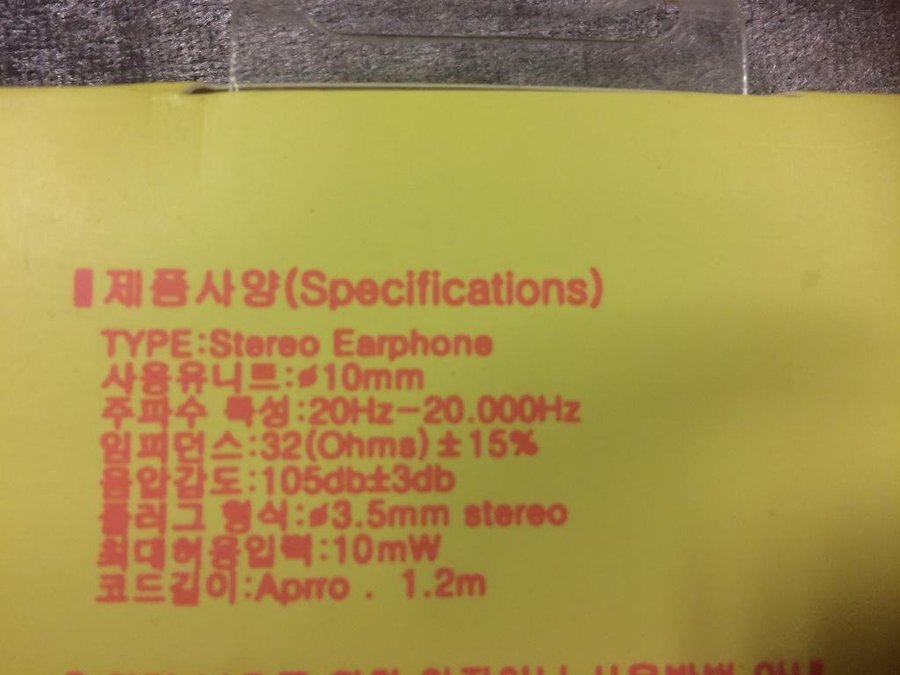 제품사양(Specifications)
TYPE:Stereo Earphone
사용유니트:ø10mm
주파수 특성:20Hz-20.000Hz
임피던스:32(Ohms)±15%
음압감도:105db±3db
플러그 형식:ø3.5mm stereo
최대허용입력:10mW
코드길이:Aprro . 1.2m